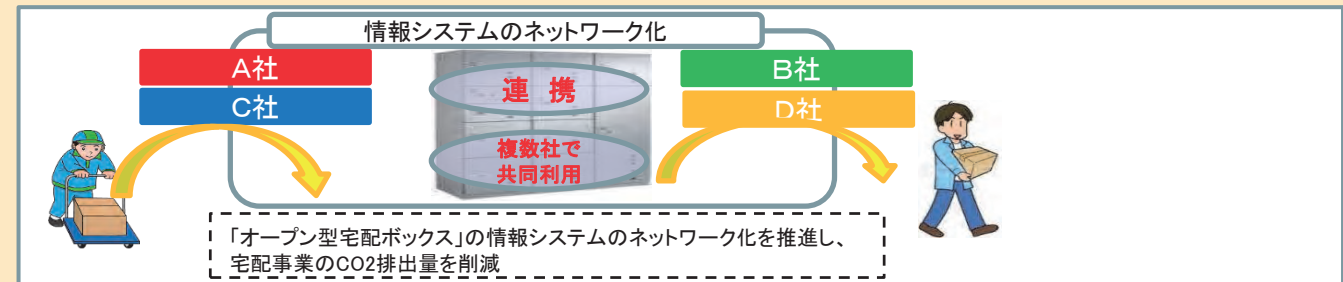 情報システムのネットワーク化
A社
C社
連 携
複数社で
共同利用
B社
D社
「オープン型宅配ボックス」の情報システムのネットワーク化を推進し、
宅配事業のCO2排出量を削減